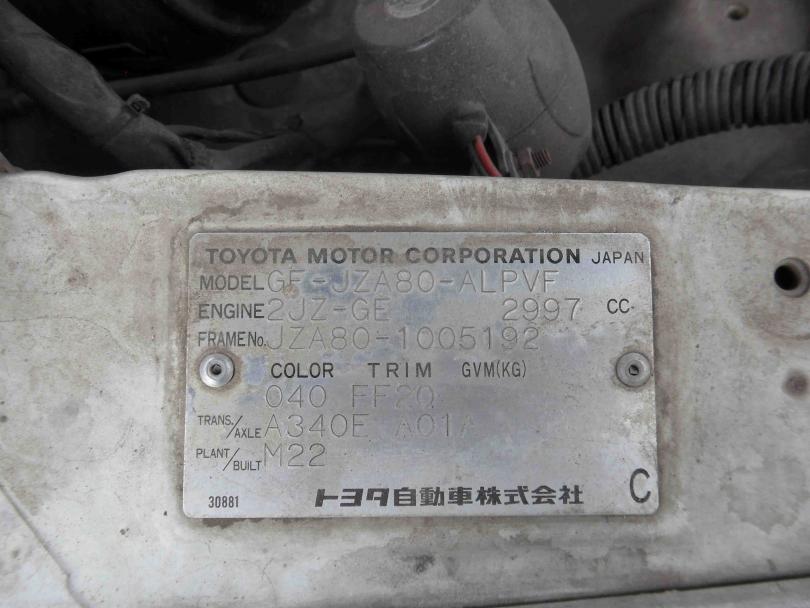 TOYOTA MOTOR CORPORATION JAPAN
MODEL GF-JZA80-ALPVF
ENGINE 2JZ-GE 2997 CC.
FRAME No. JZA80-1005192
COLOR TRIM GVM(KG)
040 FF20
TRANS./AXLE A340E A01A
PLANT/BUILT M22
30881 トヨタ自動車株式会社 C